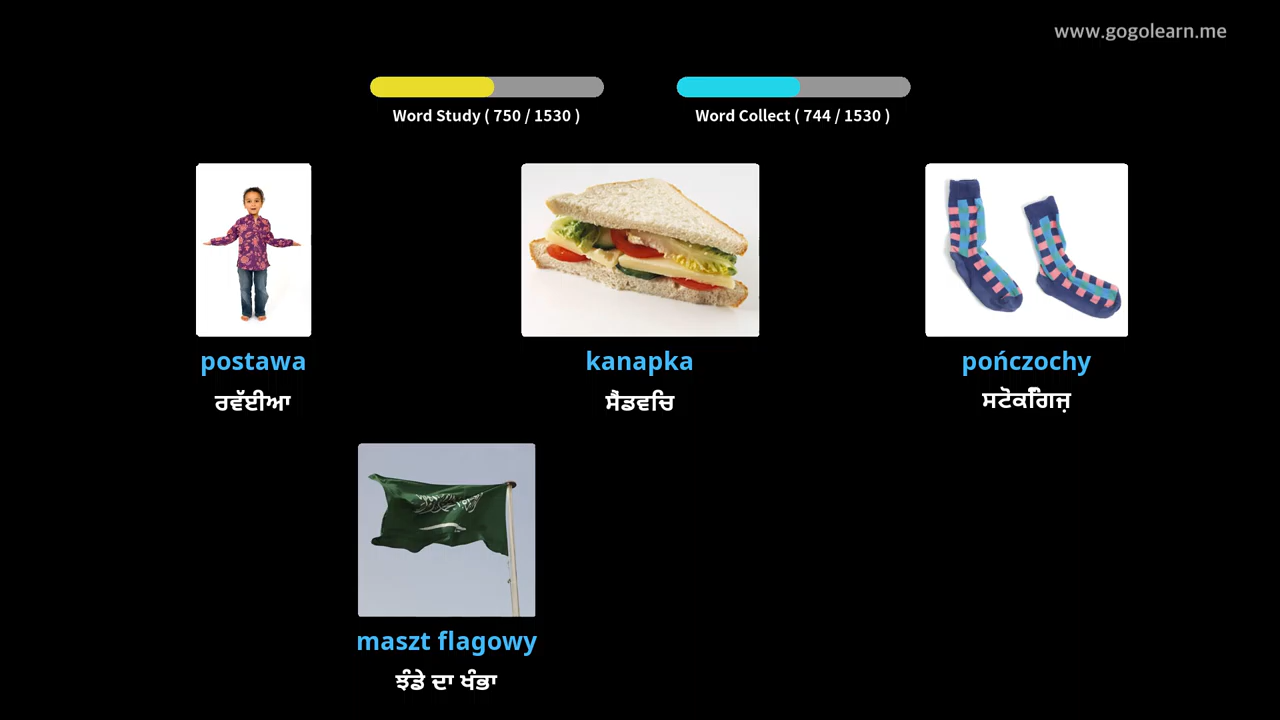 www.gogolearn.me
Word Study ( 750 / 1530 )
Word Collect ( 744 / 1530 )
postawa
ਰਵੱਈਆ
kanapka
ਸੈਂਡਵਿਚ
pończochy
ਸਟੋਕਿੰਗਜ਼
maszt flagowy
ਝੰਡੇ ਦਾ ਖੰਭਾ